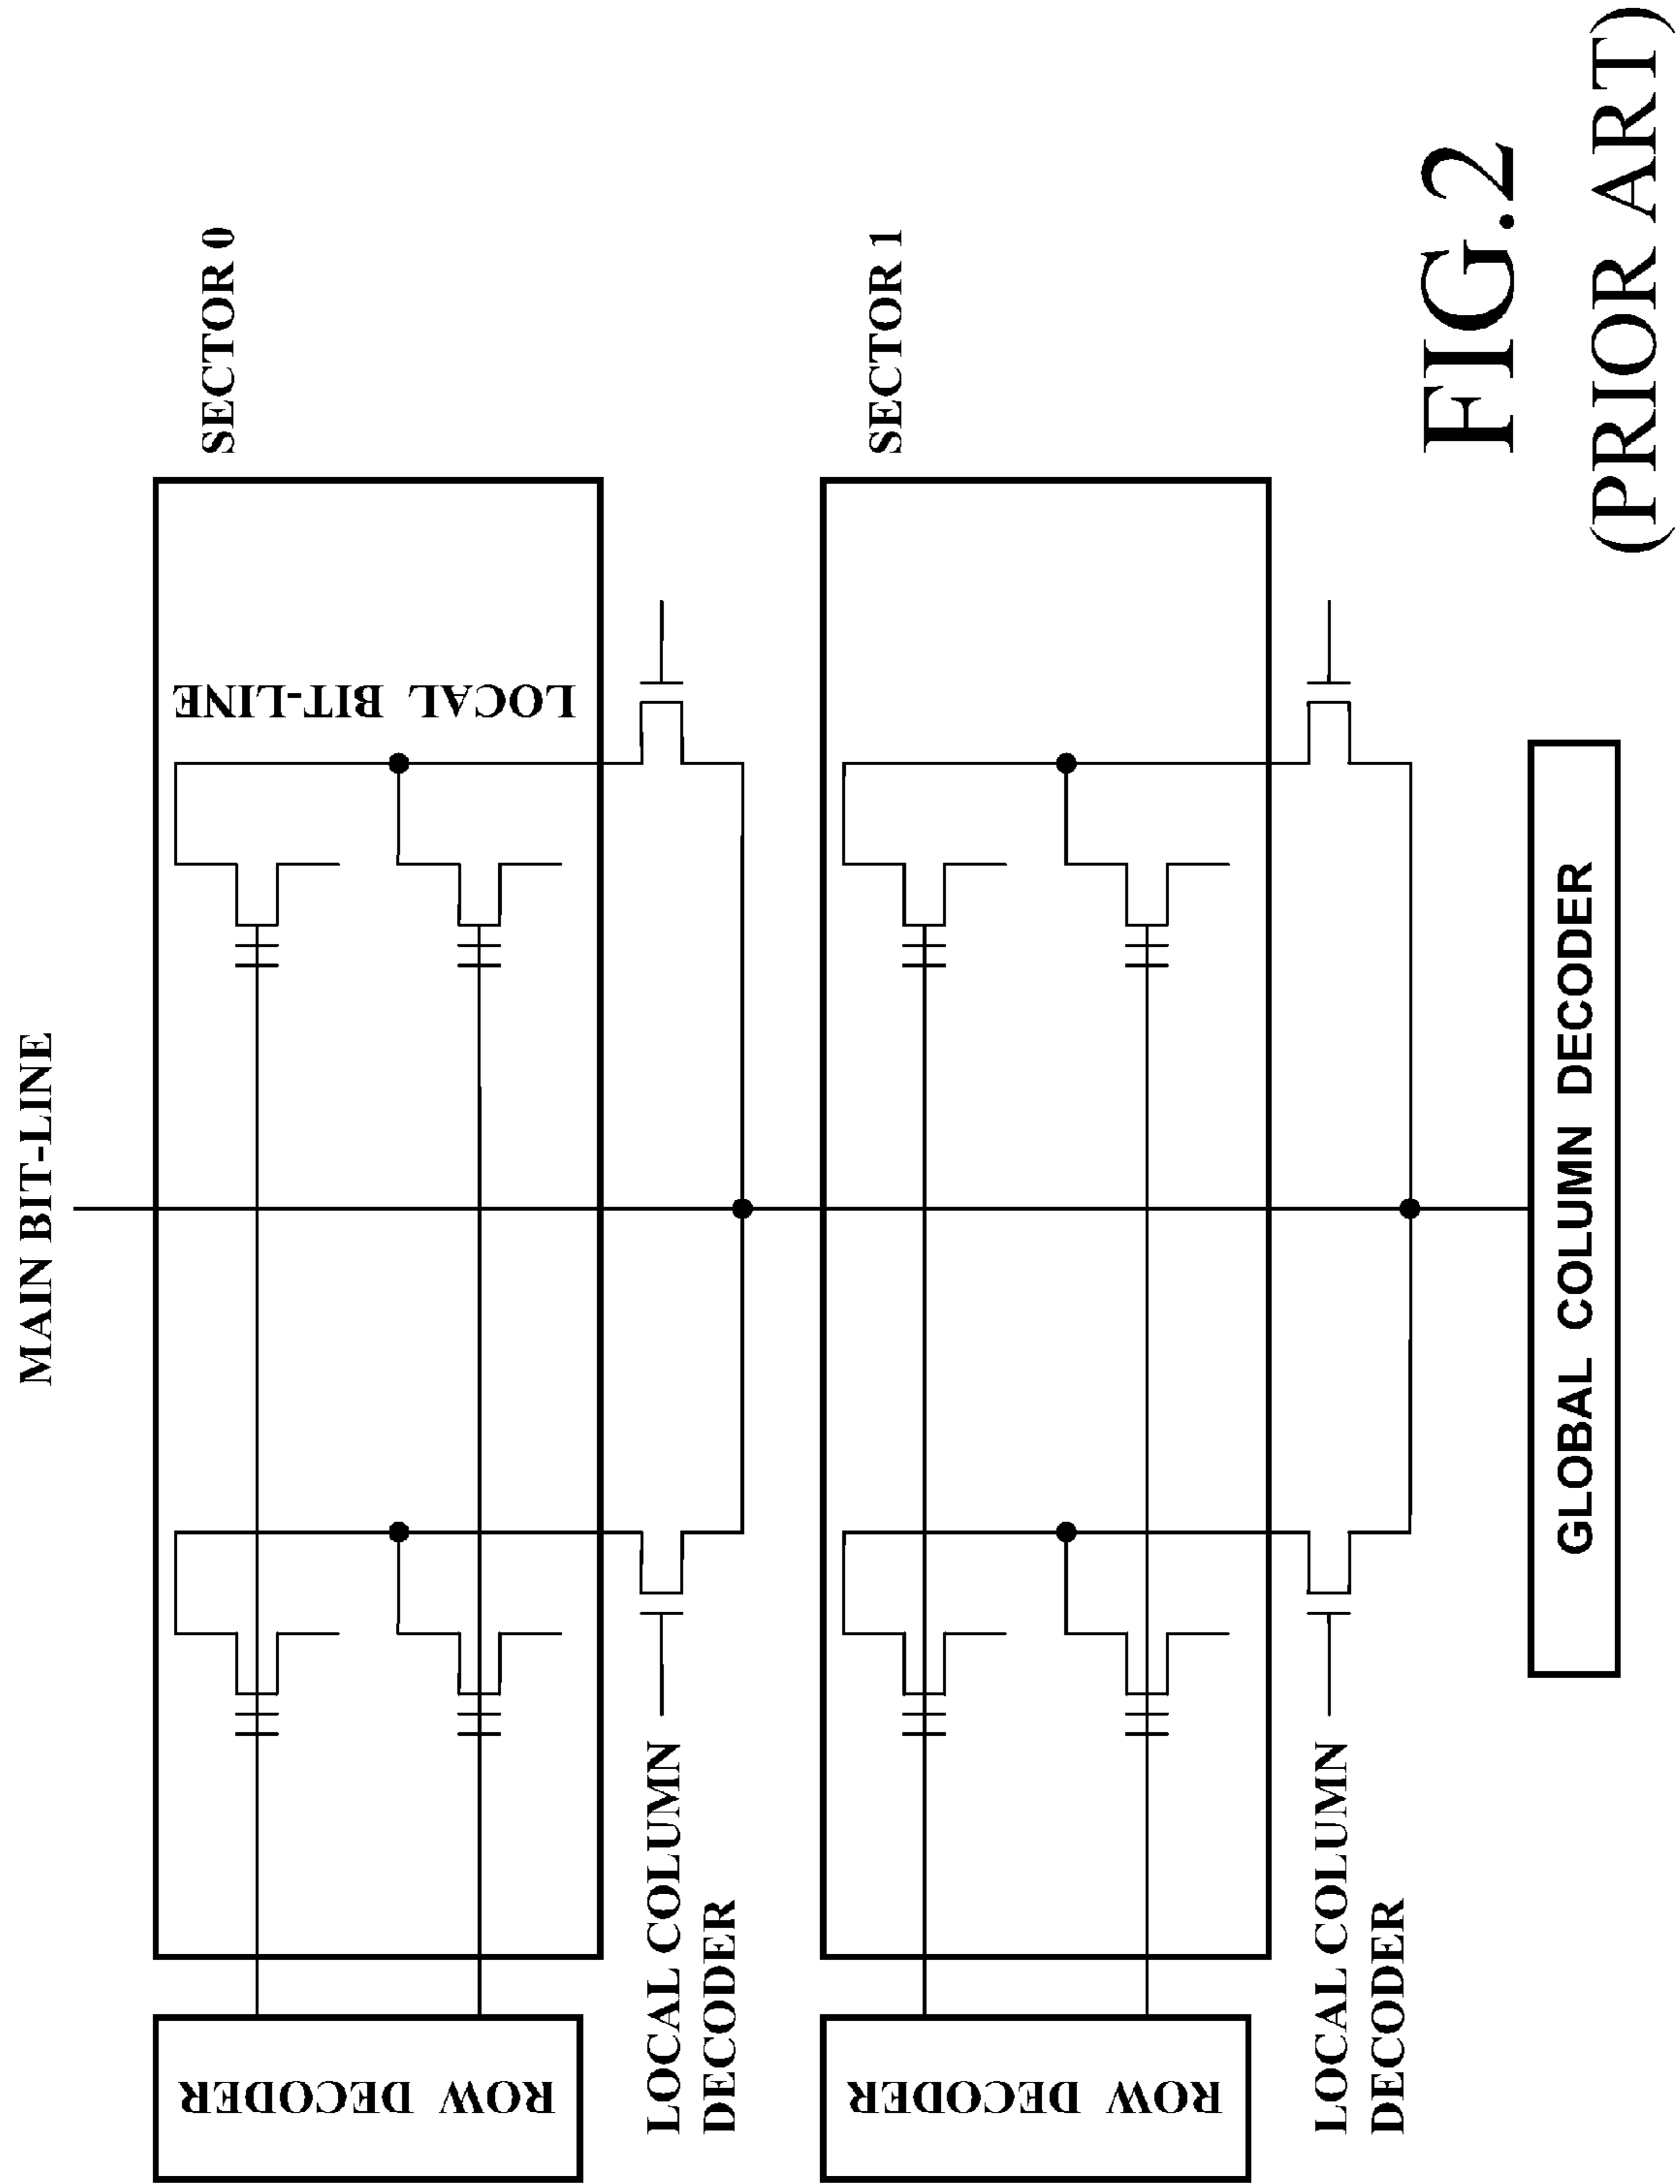 MAIN BIT-LINE
SECTOR 0
LOCAL BIT-LINE
ROW DECODER
LOCAL COLUMN
DECODER
SECTOR 1
ROW DECODER
LOCAL COLUMN
DECODER
GLOBAL COLUMN DECODER
FIG.2
(PRIOR ART)